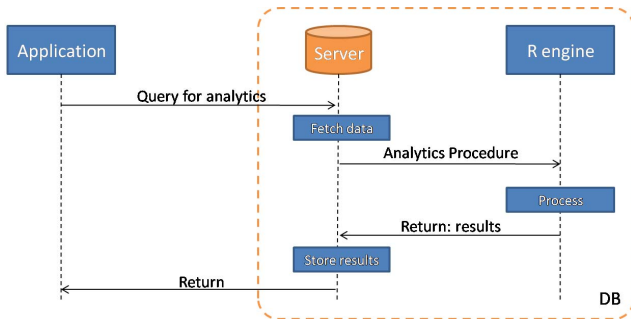 Application
Server
R engine
Query for analytics
Fetch data
Analytics Procedure
Process
Return: results
Store results
Return
DB